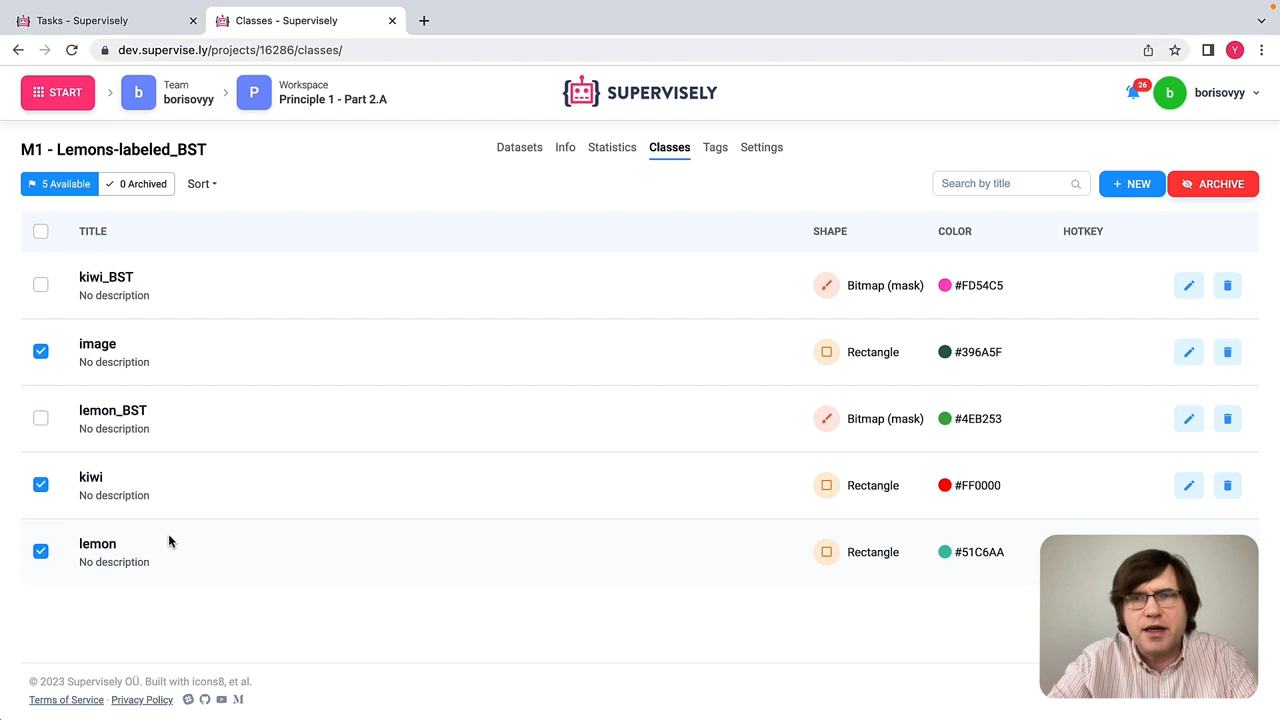 Tasks - Supervisely
Classes - Supervisely
dev.supervise.ly/projects/16286/classes/
Y
START
b
Team
borisovyy
P
Workspace
Principle 1 - Part 2.A
SUPERVISELY
26
b
borisovyy
M1 - Lemons-labeled_BST
Datasets
Info
Statistics
Classes
Tags
Settings
5 Available
0 Archived
Sort
Search by title
+ NEW
ARCHIVE
TITLE
SHAPE
COLOR
HOTKEY
kiwi_BST
No description
Bitmap (mask)
#FD54C5
image
No description
Rectangle
#396A5F
lemon_BST
No description
Bitmap (mask)
#4EB253
kiwi
No description
Rectangle
#FF0000
lemon
No description
Rectangle
#51C6AA
© 2023 Supervisely OÜ. Built with icons8, et al.
Terms of Service · Privacy Policy